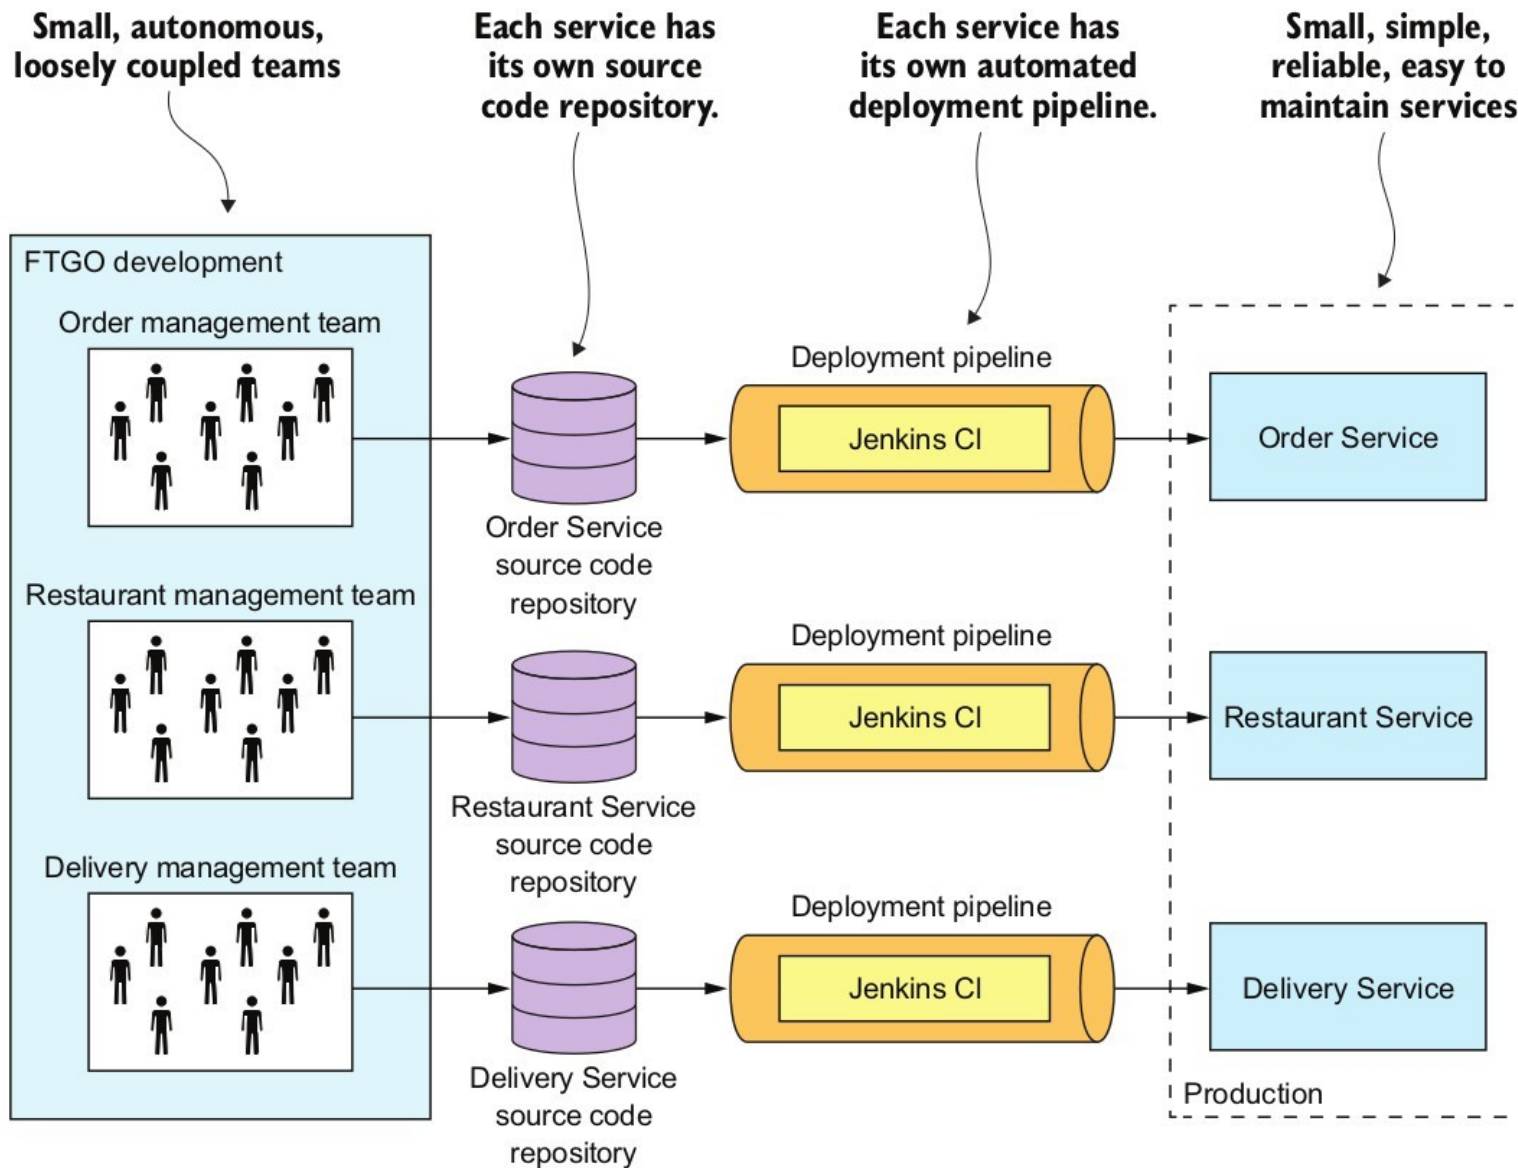 Small, autonomous,
loosely coupled teams
Each service has
its own source
code repository.
Each service has
its own automated
deployment pipeline.
Small, simple,
reliable, easy to
maintain services
FTGO development
Order management team
Deployment pipeline
Jenkins CI
Order Service
Order Service
source code
repository
Restaurant management team
Deployment pipeline
Jenkins CI
Restaurant Service
Restaurant Service
source code
repository
Delivery management team
Deployment pipeline
Jenkins CI
Delivery Service
Delivery Service
source code
repository
Production